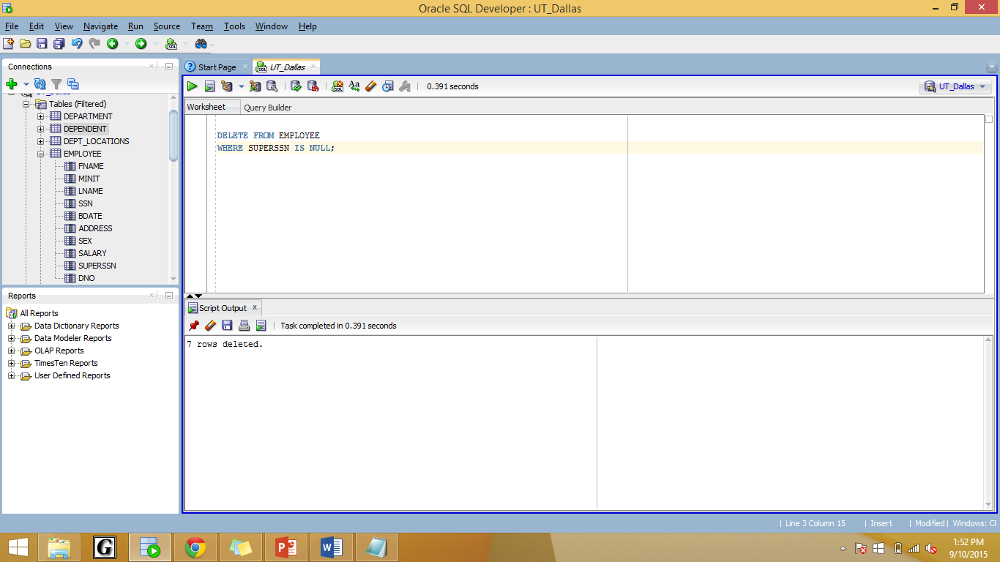 Oracle SQL Developer : UT_Dallas
File Edit View Navigate Run Source Team Tools Window Help
Connections
Tables (Filtered)
DEPARTMENT
DEPENDENT
DEPT_LOCATIONS
EMPLOYEE
FNAME
MINIT
LNAME
SSN
BDATE
ADDRESS
SEX
SALARY
SUPERSSN
DNO
Reports
All Reports
Data Dictionary Reports
Data Modeler Reports
OLAP Reports
TimesTen Reports
User Defined Reports
Start Page UT_Dallas
0.391 seconds UT_Dallas
Worksheet Query Builder
DELETE FROM EMPLOYEE
WHERE SUPERSSN IS NULL;
Script Output
Task completed in 0.391 seconds
7 rows deleted.
Line 3 Column 15 | Insert | Modified | Windows: CF
1:52 PM
9/10/2015